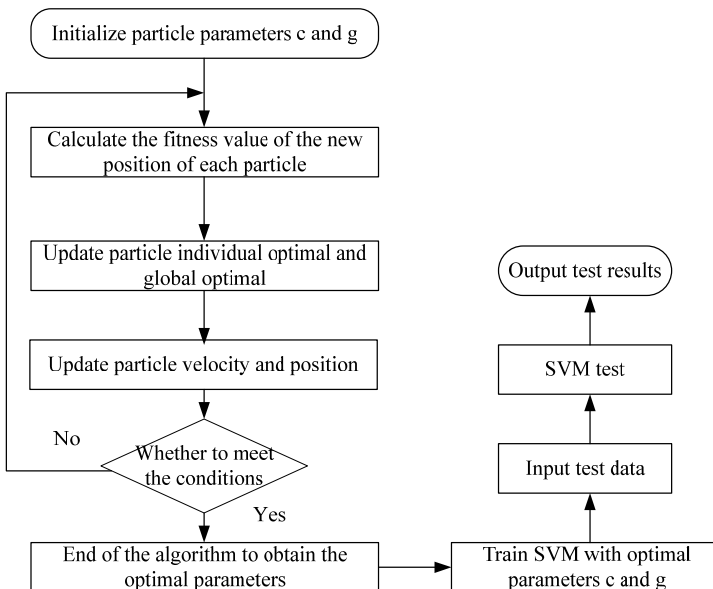 Initialize particle parameters c and g
Calculate the fitness value of the new
position of each particle
Update particle individual optimal and
global optimal
Update particle velocity and position
No
Whether to meet
the conditions
Yes
End of the algorithm to obtain the
optimal parameters
Train SVM with optimal
parameters c and g
Input test data
SVM test
Output test results